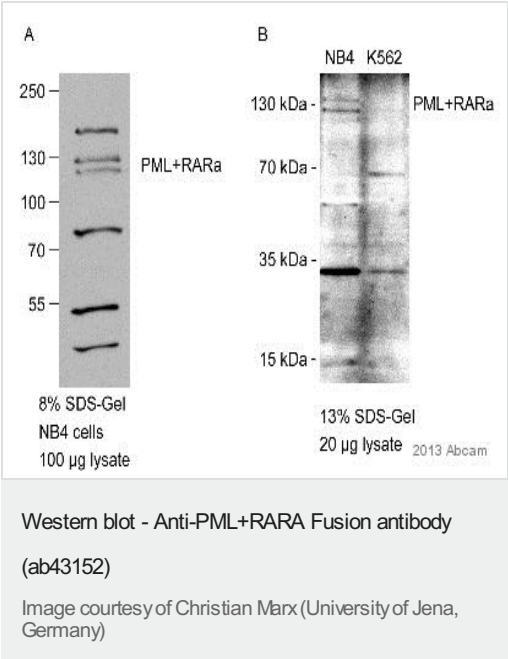 A
250
130
100
70
55
PML+RARa
8% SDS-Gel
NB4 cells
100 µg lysate
B
NB4 K562
130 kDa
70 kDa
35 kDa
15 kDa
PML+RARa
13% SDS-Gel
20 µg lysate
2013 Abcam
Western blot - Anti-PML+RARA Fusion antibody
(ab43152)
Image courtesy of Christian Marx (University of Jena,
Germany)